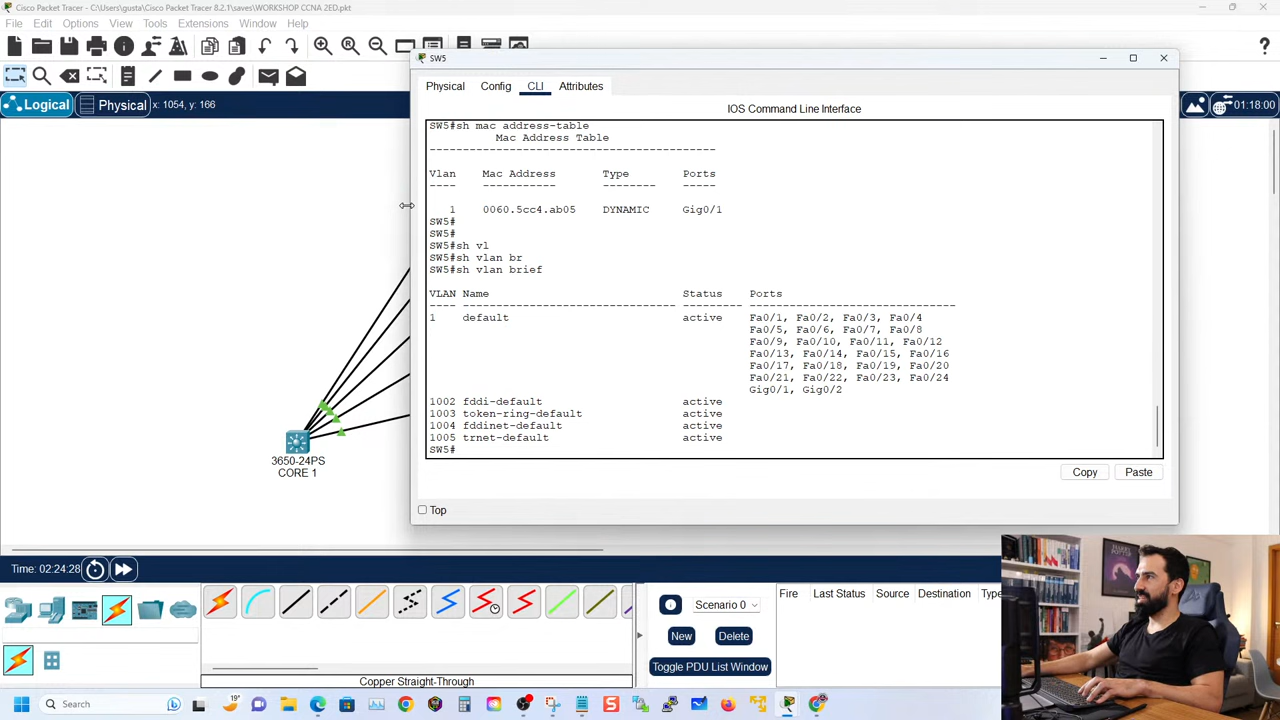 Cisco Packet Tracer - C:\Users\gusta\Cisco Packet Tracer 8.2.1\saves\WORKSHOP CCNA 2ED.pkt
File Edit Options View Tools Extensions Window Help
Logical Physical x: 1054, y: 166
01:18:00
SW5
Physical Config CLI Attributes
IOS Command Line Interface
SW5#sh mac address-table
Mac Address Table
-------------------------------------------
Vlan Mac Address Type Ports
---- ----------- -------- -----
1 0060.5cc4.ab05 DYNAMIC Gig0/1
SW5#
SW5#
SW5#sh vl
SW5#sh vlan br
SW5#sh vlan brief
VLAN Name Status Ports
---- -------------------------------- --------- -------------------------------
1 default active Fa0/1, Fa0/2, Fa0/3, Fa0/4
Fa0/5, Fa0/6, Fa0/7, Fa0/8
Fa0/9, Fa0/10, Fa0/11, Fa0/12
Fa0/13, Fa0/14, Fa0/15, Fa0/16
Fa0/17, Fa0/18, Fa0/19, Fa0/20
Fa0/21, Fa0/22, Fa0/23, Fa0/24
Gig0/1, Gig0/2
1002 fddi-default active
1003 token-ring-default active
1004 fddinet-default active
1005 trnet-default active
SW5#
Copy Paste
Top
3650-24PS
CORE 1
Time: 02:24:28
Scenario 0
New Delete
Toggle PDU List Window
Fire Last Status Source Destination Type
Copper Straight-Through
19°
Search